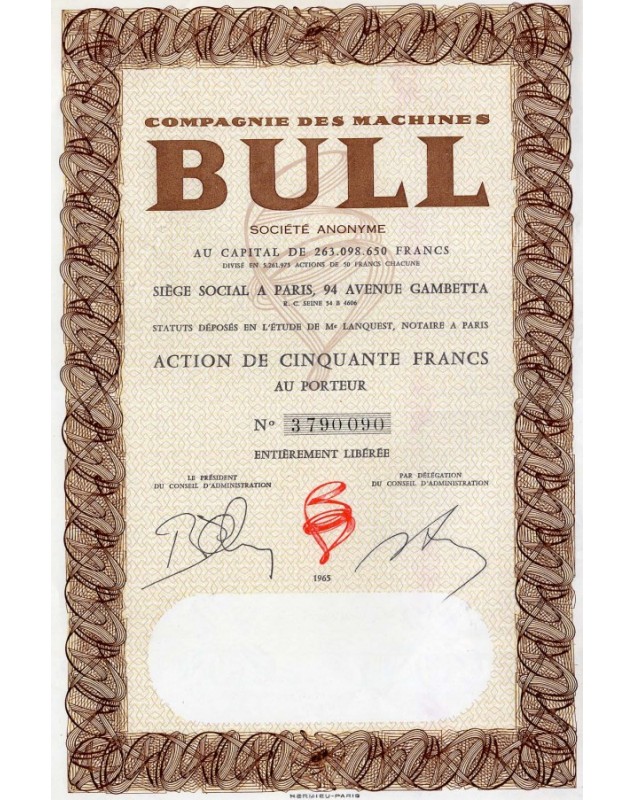 COMPAGNIE DES MACHINES
BULL
SOCIÉTÉ ANONYME
AU CAPITAL DE 263.098.650 FRANCS
DIVISÉ EN 5.261.973 ACTIONS DE 50 FRANCS CHACUNE
SIÈGE SOCIAL A PARIS, 94 AVENUE GAMBETTA
R. C. SEINE 54 B 4606
STATUTS DÉPOSÉS EN L'ÉTUDE DE Me LANQUEST, NOTAIRE A PARIS
ACTION DE CINQUANTE FRANCS
AU PORTEUR
No 3790090
ENTIÈREMENT LIBÉRÉE
LE PRÉSIDENT
DU CONSEIL D'ADMINISTRATION
PAR DÉLÉGATION
DU CONSEIL D'ADMINISTRATION
1965
HERMIEU-PARIS